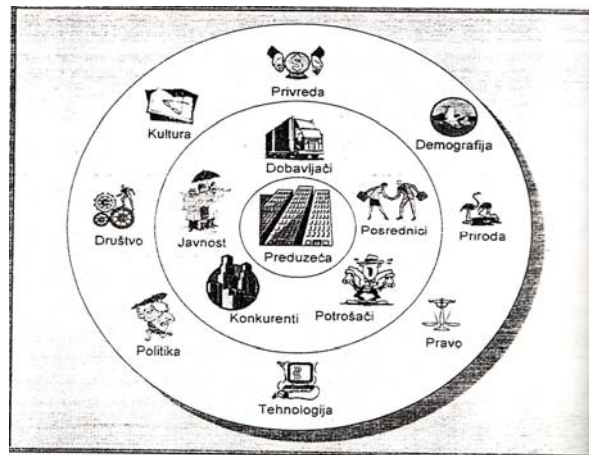 Privreda
Kultura
Demografija
Dobavljači
Društvo
Javnost
Posrednici
Priroda
Preduzeća
Konkurenti
Potrošači
Politika
Pravo
Tehnologija